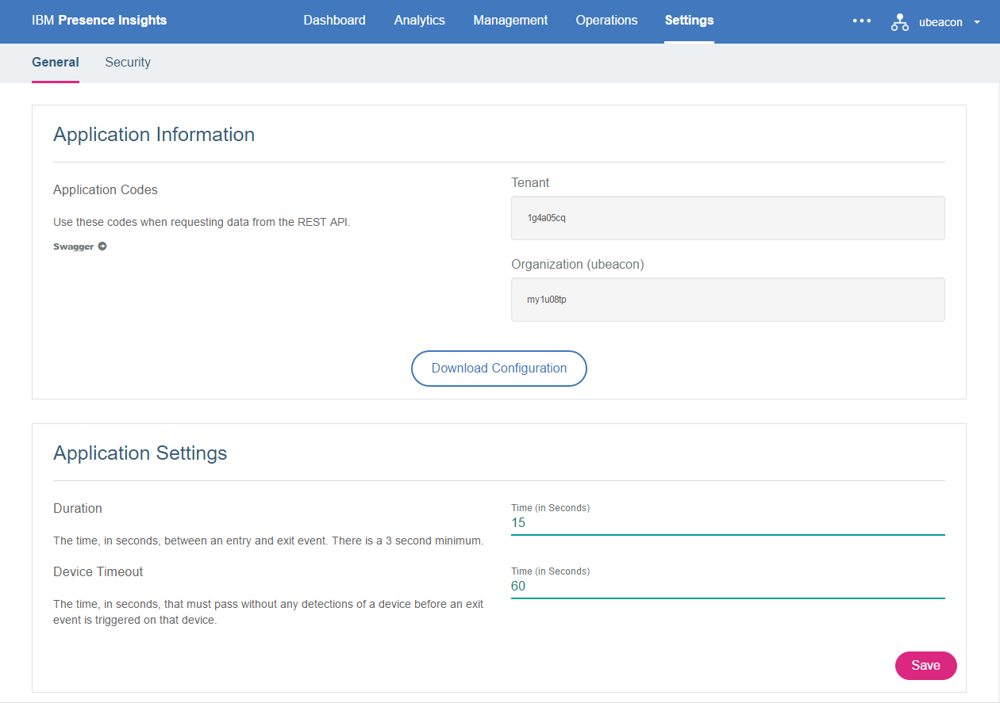 IBM Presence Insights
Dashboard
Analytics
Management
Operations
Settings
ubeacon
General
Security
Application Information
Application Codes
Use these codes when requesting data from the REST API.
Swagger
Tenant
1g4a05cq
Organization (ubeacon)
my1u08tp
Download Configuration
Application Settings
Duration
The time, in seconds, between an entry and exit event. There is a 3 second minimum.
Time (in Seconds)
15
Device Timeout
The time, in seconds, that must pass without any detections of a device before an exit
event is triggered on that device.
Time (in Seconds)
60
Save